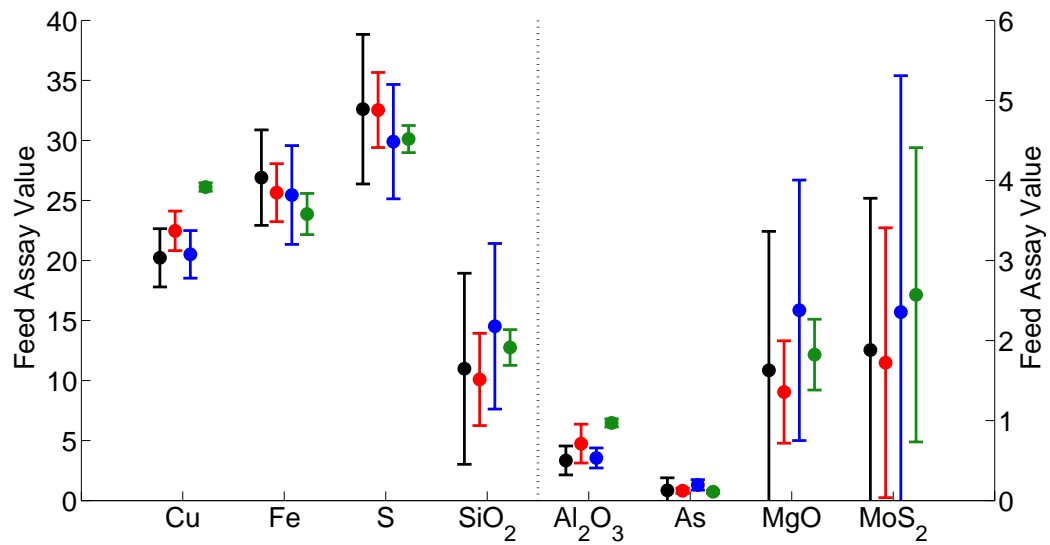 40
35
30
25
20
15
10
5
0
Feed Assay Value
Cu
Fe
S
SiO₂
Al₂O₃
As
MgO
MoS₂
6
5
4
3
2
1
0
Feed Assay Value